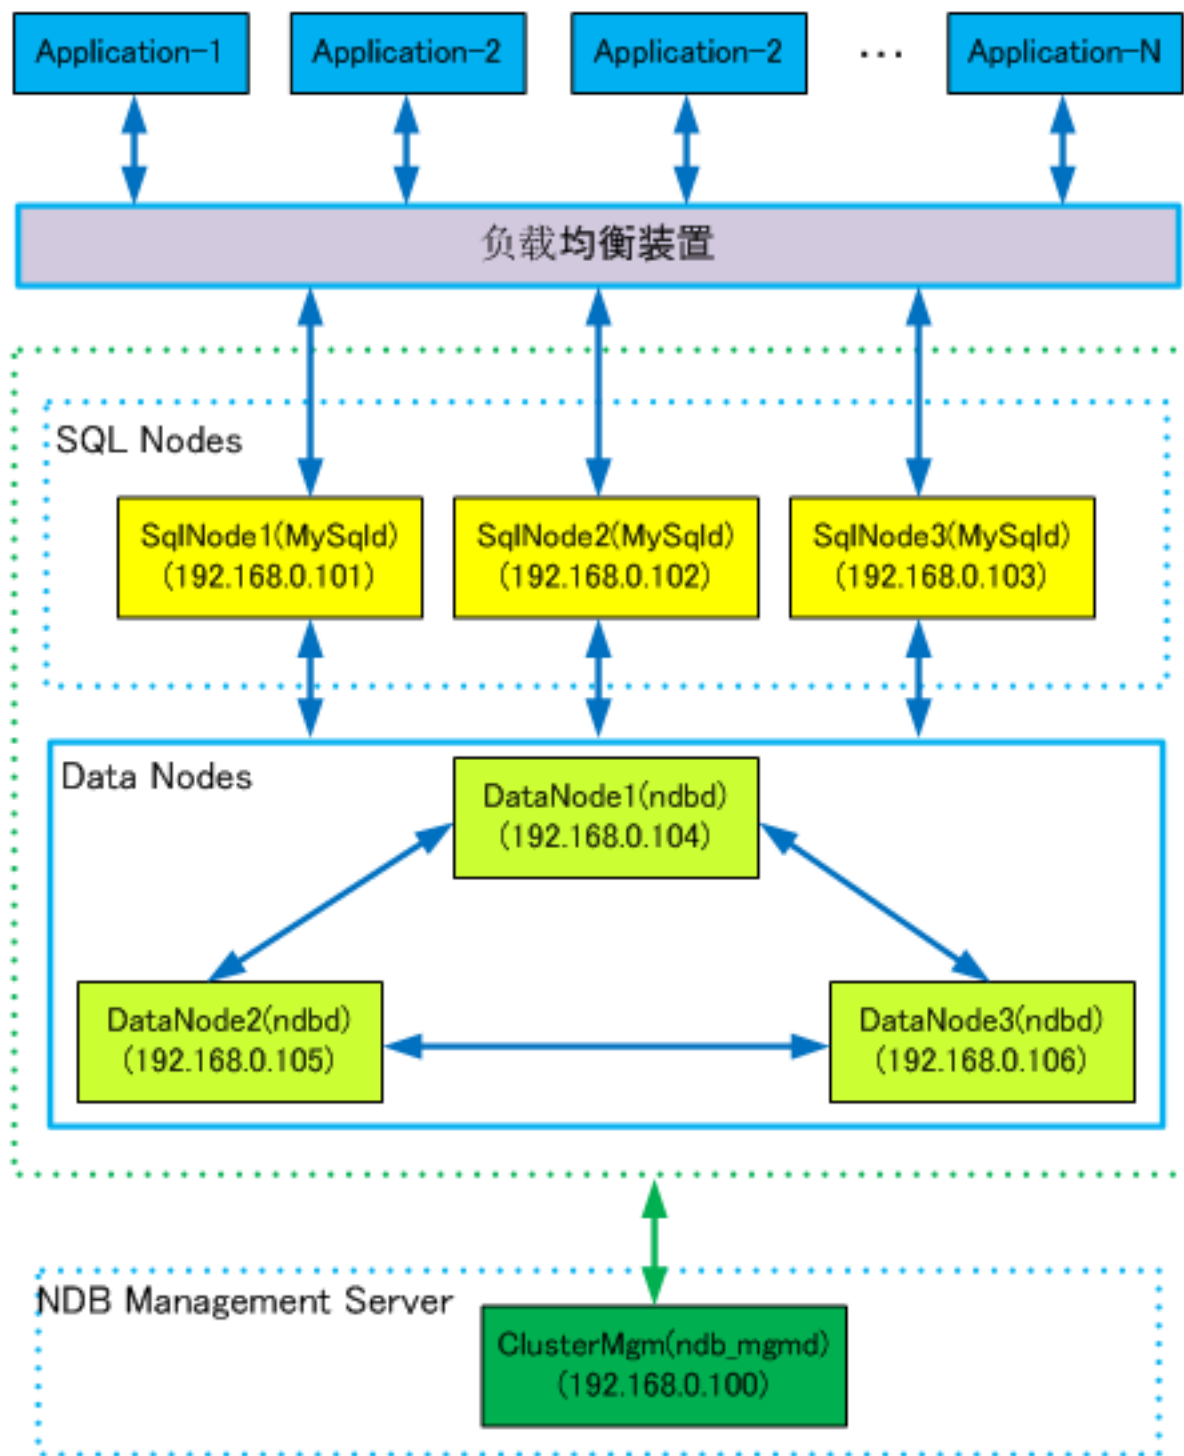 Application-1
Application-2
Application-2
...
Application-N
负载均衡装置
SQL Nodes
SqlNode1(MySqld)
(192.168.0.101)
SqlNode2(MySqld)
(192.168.0.102)
SqlNode3(MySqld)
(192.168.0.103)
Data Nodes
DataNode1(ndbd)
(192.168.0.104)
DataNode2(ndbd)
(192.168.0.105)
DataNode3(ndbd)
(192.168.0.106)
NDB Management Server
ClusterMgm(ndb_mgmd)
(192.168.0.100)